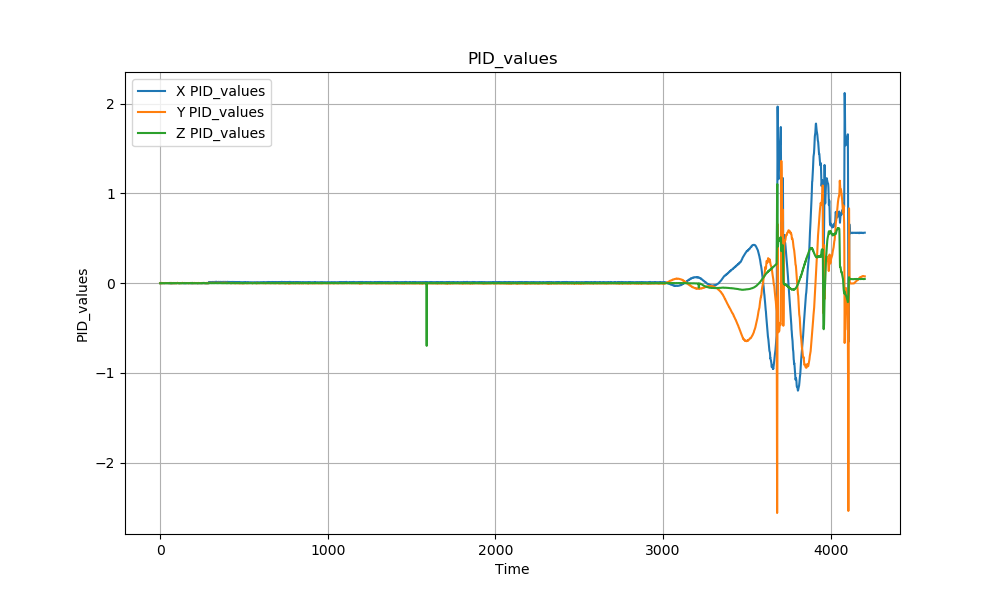 PID_values
X PID_values
Y PID_values
Z PID_values
2
1
0
−1
−2
PID_values
0
1000
2000
3000
4000
Time